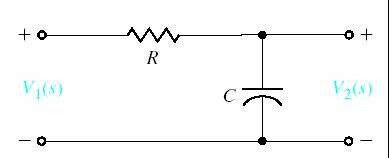 + +
R
V₁(s) C V₂(s)
− −